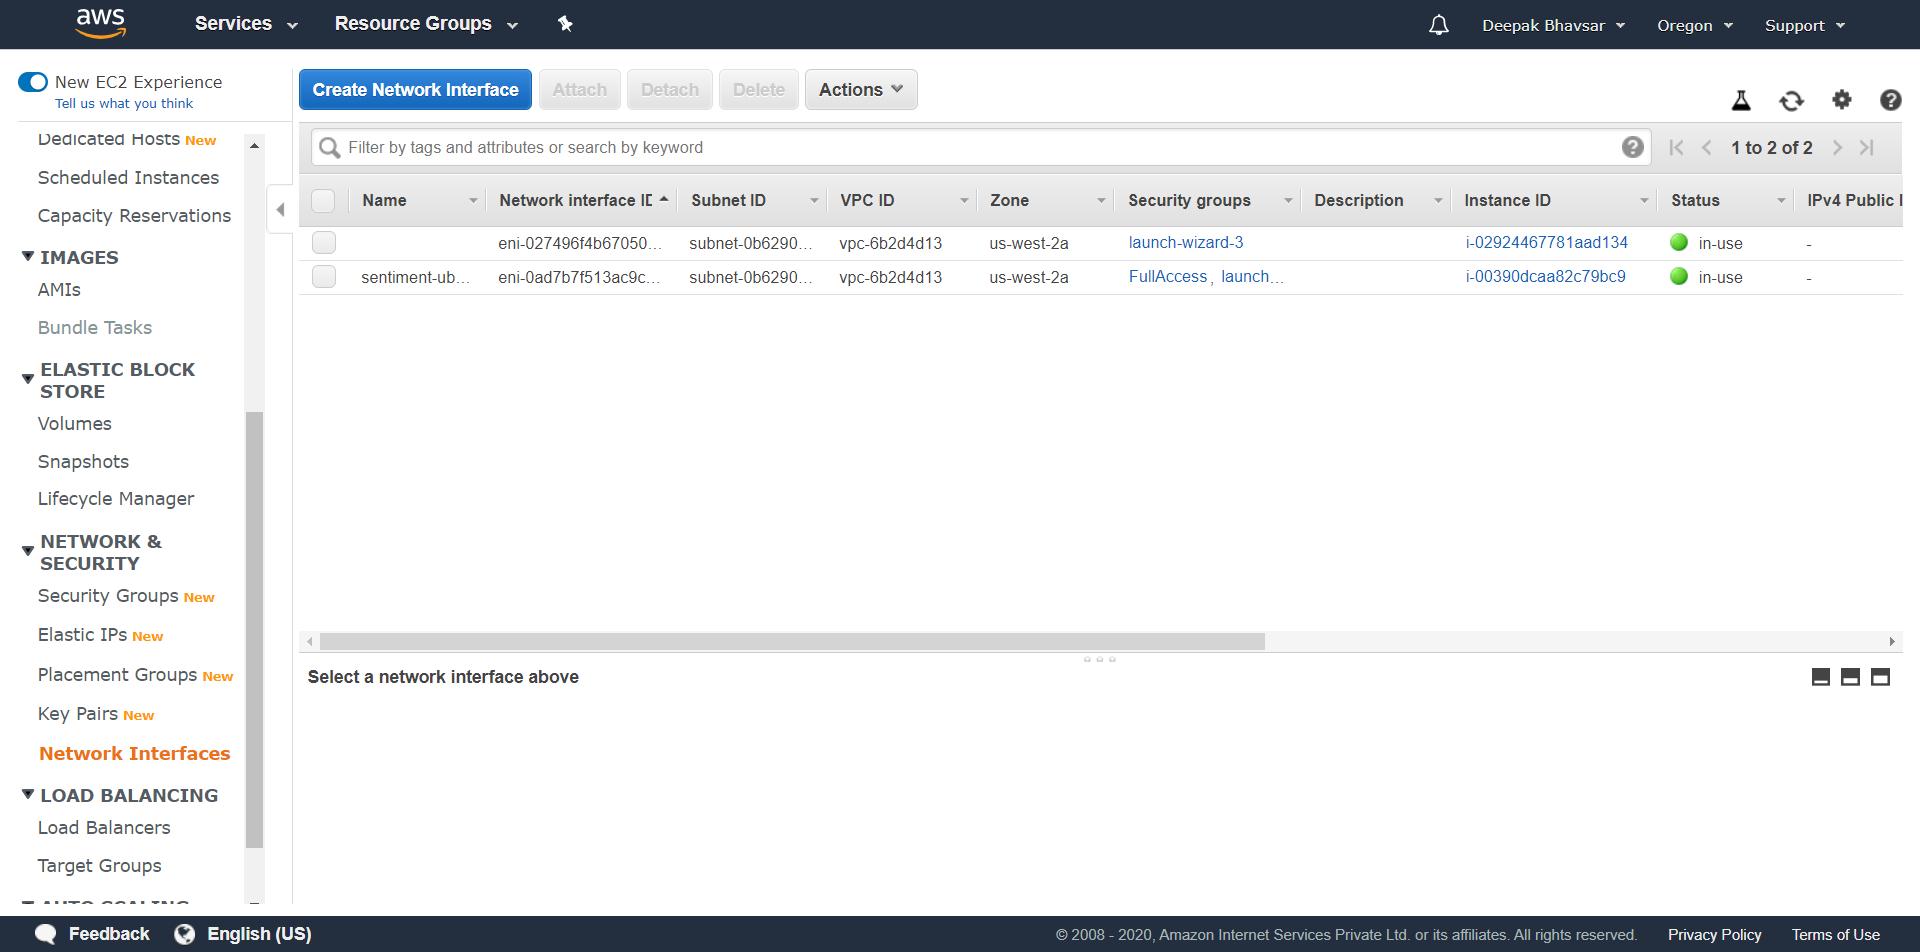 aws Services Resource Groups Deepak Bhavsar Oregon Support
New EC2 Experience
Tell us what you think
Dedicated Hosts New
Scheduled Instances
Capacity Reservations
IMAGES
AMIs
Bundle Tasks
ELASTIC BLOCK
STORE
Volumes
Snapshots
Lifecycle Manager
NETWORK &
SECURITY
Security Groups New
Elastic IPs New
Placement Groups New
Key Pairs New
Network Interfaces
LOAD BALANCING
Load Balancers
Target Groups
AUTO SCALING
Create Network Interface Attach Detach Delete Actions
Filter by tags and attributes or search by keyword 1 to 2 of 2
Name Network interface ID Subnet ID VPC ID Zone Security groups Description Instance ID Status IPv4 Public I
eni-027496f4b67050... subnet-0b6290... vpc-6b2d4d13 us-west-2a launch-wizard-3 i-02924467781aad134 in-use -
sentiment-ub... eni-0ad7b7f513ac9c... subnet-0b6290... vpc-6b2d4d13 us-west-2a FullAccess, launch... i-00390dcaa82c79bc9 in-use -
Select a network interface above
Feedback English (US) © 2008 - 2020, Amazon Internet Services Private Ltd. or its affiliates. All rights reserved. Privacy Policy Terms of Use